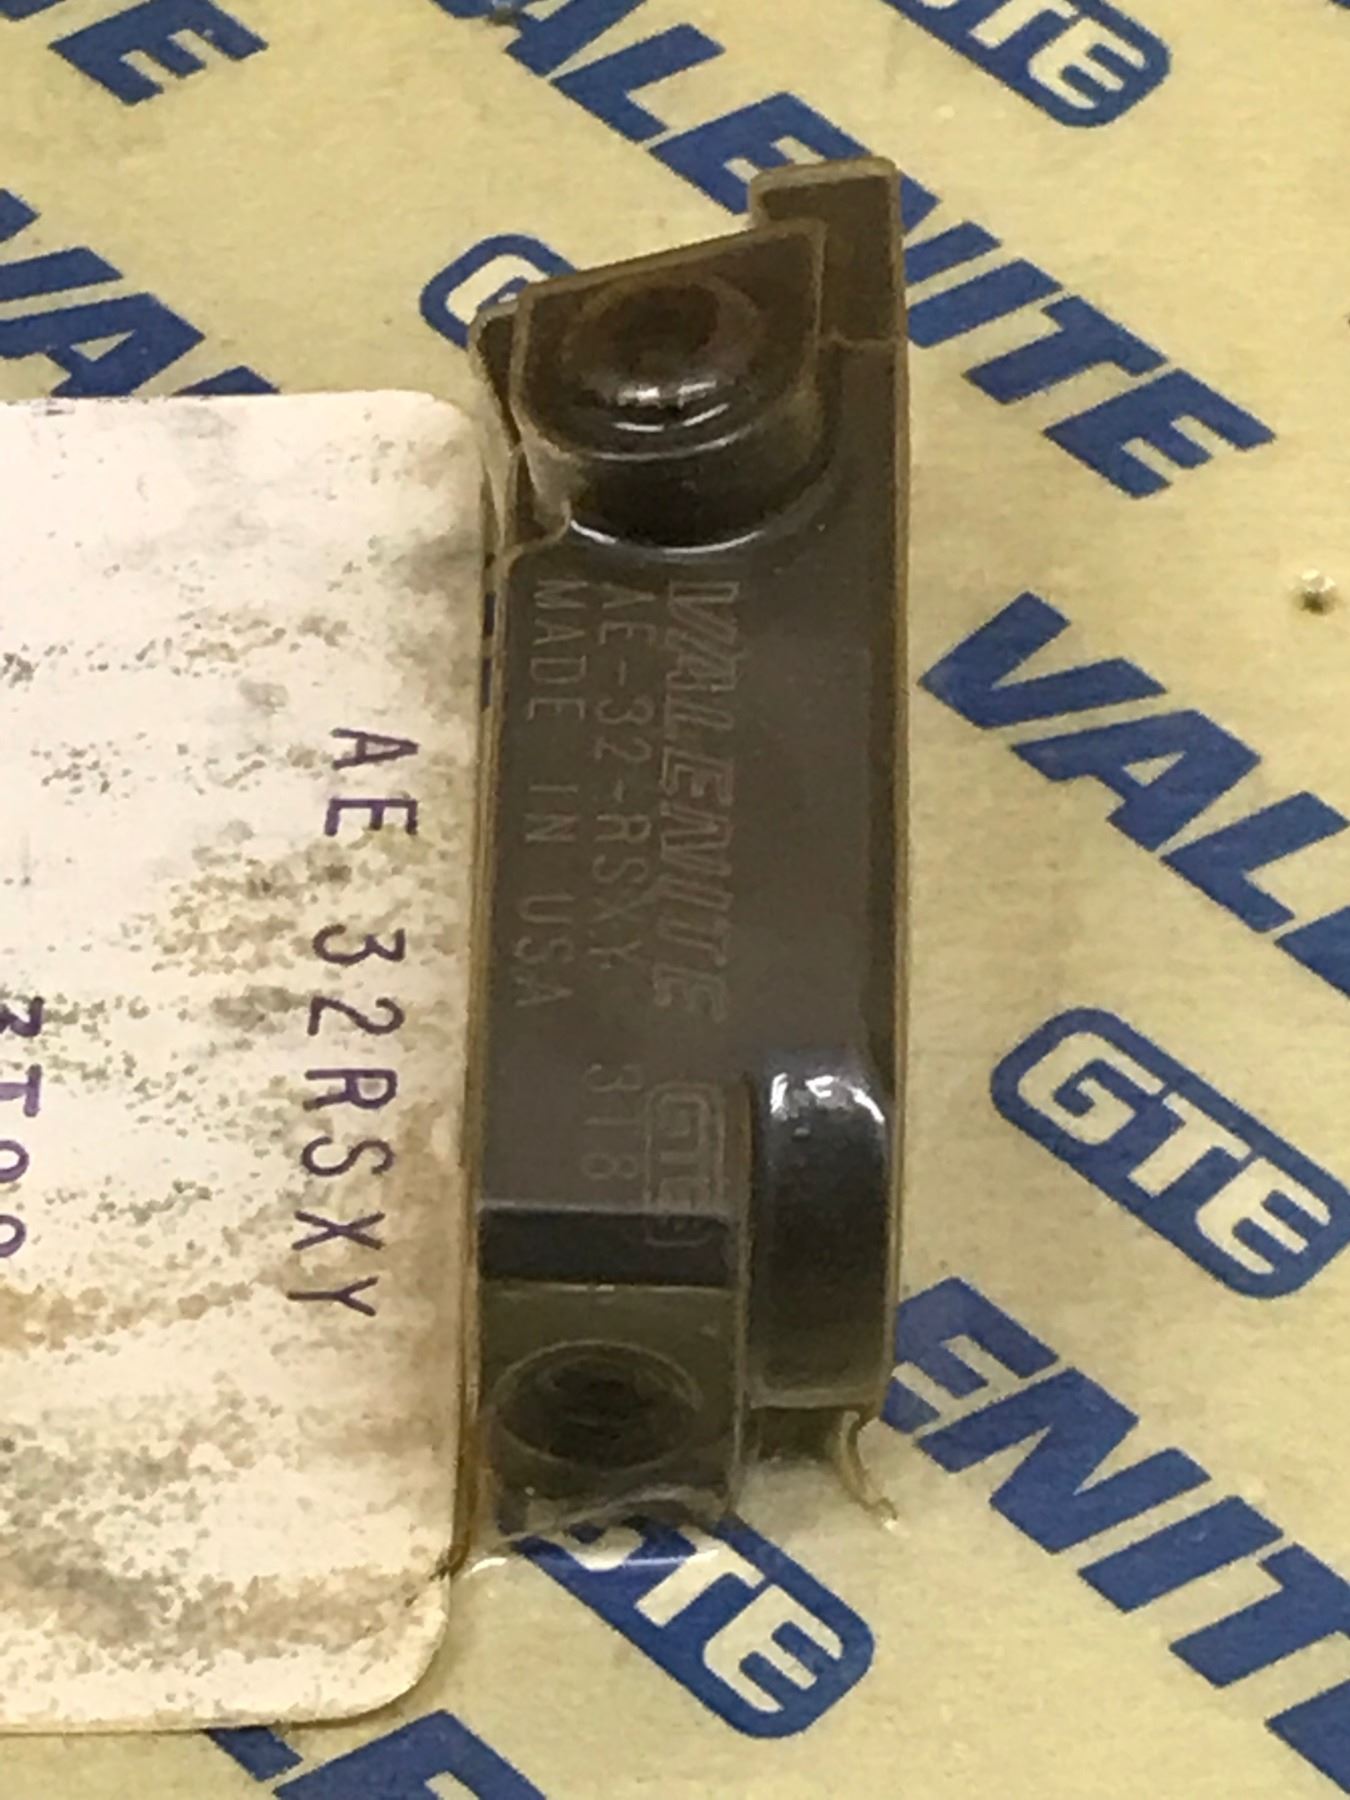 VALENITE GTE
AE-32-RSXY 3T8
MADE IN USA
AE 32RSXY
VALENITE
GTE
VALENITE
GTE